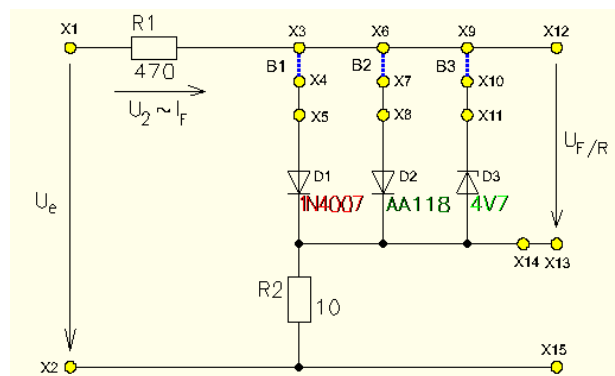 X1 R1 X3 X6 X9 X12
470 B1 B2 B3
X4 X7 X10
U2 ~ IF
X5 X8 X11
UF/R
D1 D2 D3
1N4007 AA118 4V7
Ue
X14 X13
R2 10
X2 X15